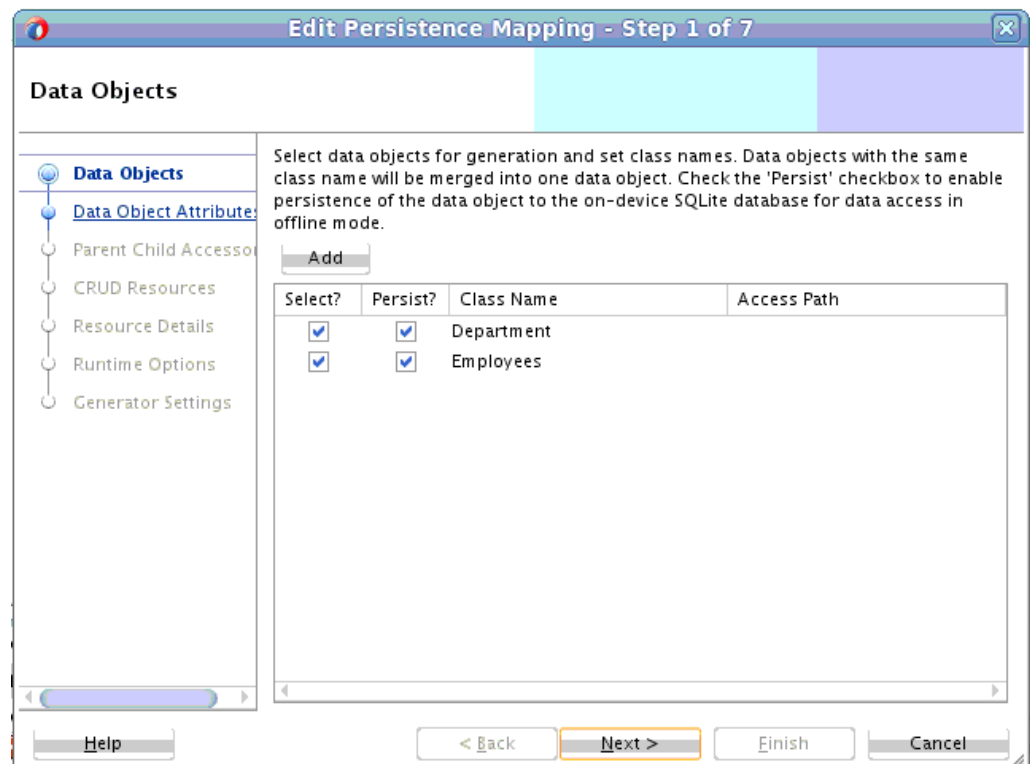 Edit Persistence Mapping - Step 1 of 7
Data Objects
Data Objects
Data Object Attributes
Parent Child Accessor
CRUD Resources
Resource Details
Runtime Options
Generator Settings
Select data objects for generation and set class names. Data objects with the same
class name will be merged into one data object. Check the 'Persist' checkbox to enable
persistence of the data object to the on-device SQLite database for data access in
offline mode.
Add
Select? Persist? Class Name Access Path
Department
Employees
Help < Back Next > Finish Cancel